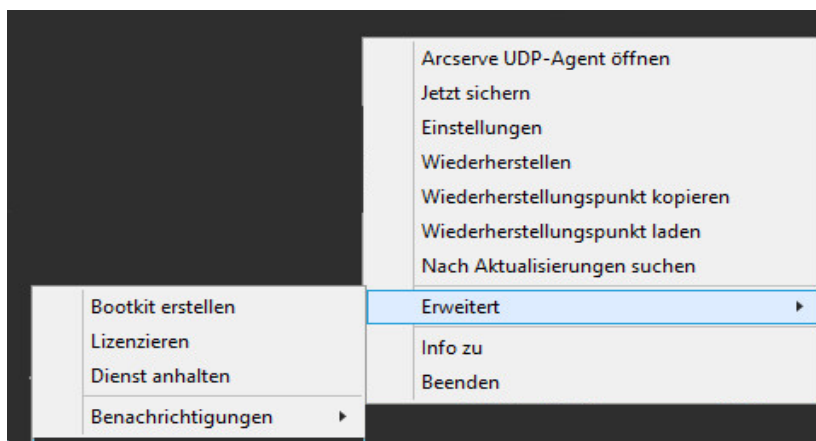 Arcserve UDP-Agent öffnen
Jetzt sichern
Einstellungen
Wiederherstellen
Wiederherstellungspunkt kopieren
Wiederherstellungspunkt laden
Nach Aktualisierungen suchen
Erweitert
Info zu
Beenden
Bootkit erstellen
Lizenzieren
Dienst anhalten
Benachrichtigungen